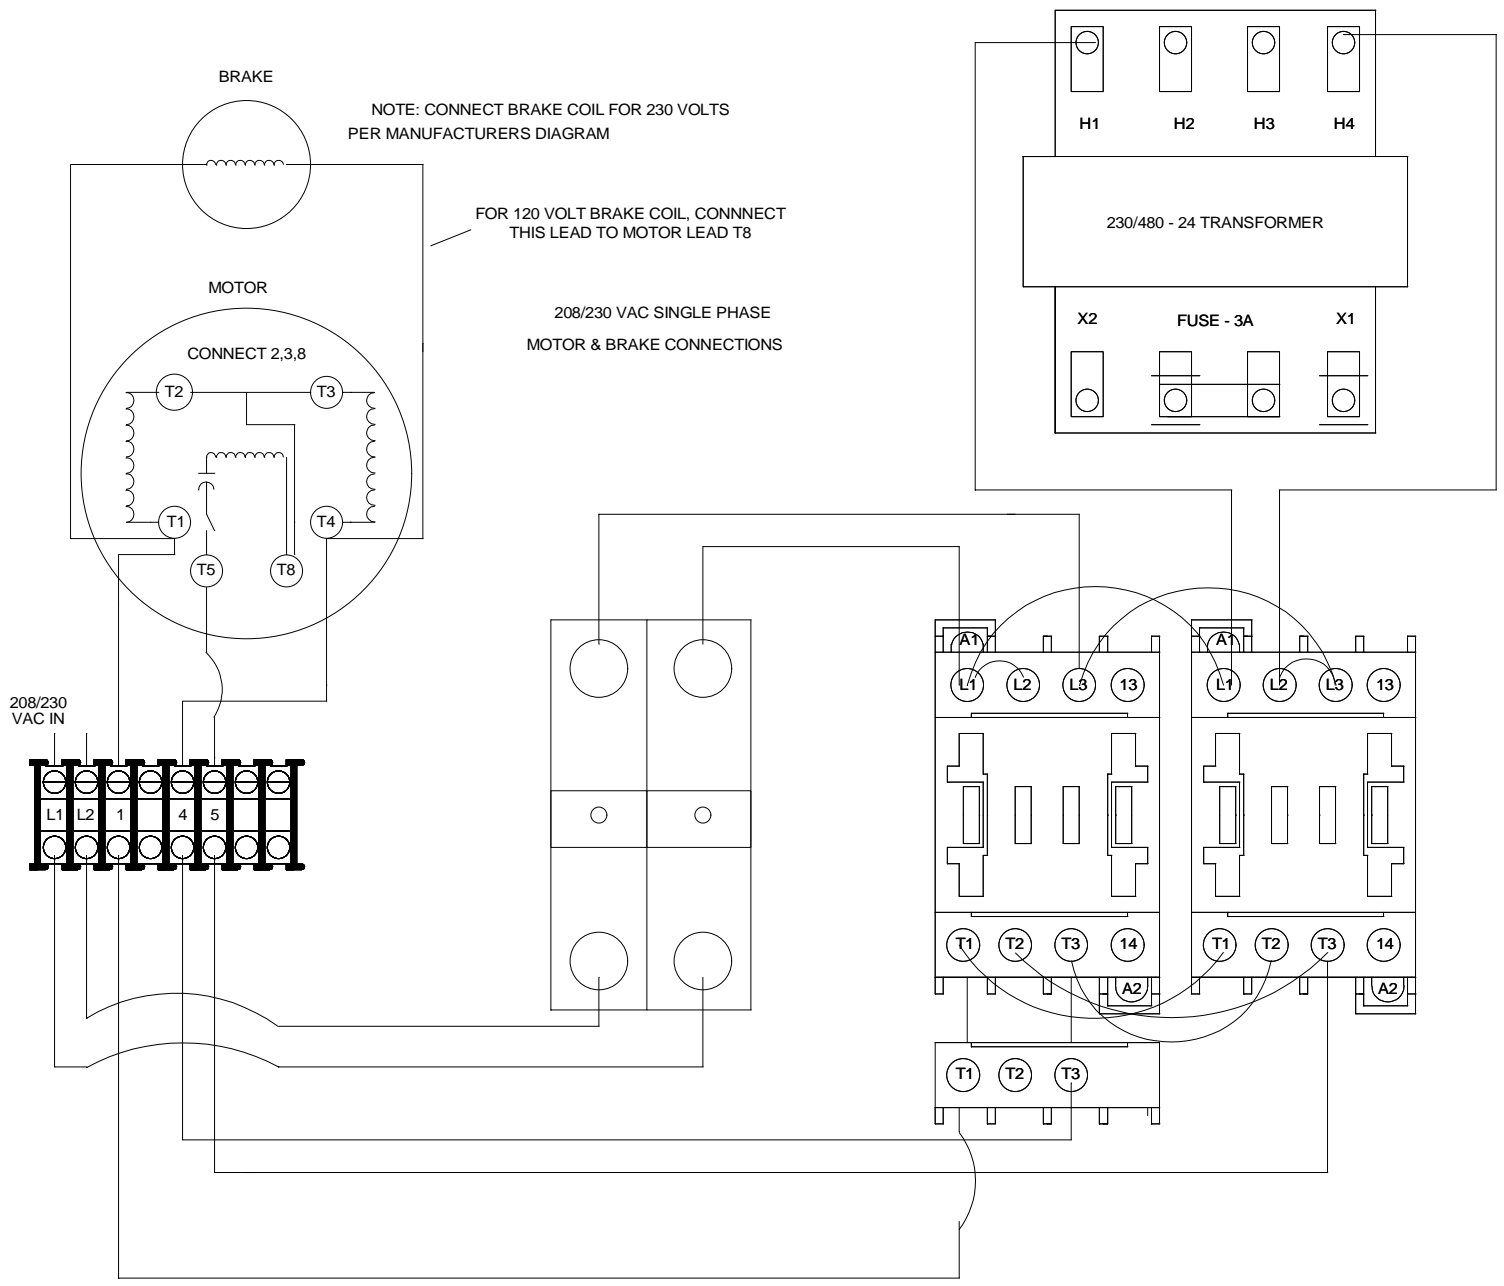 BRAKE
NOTE: CONNECT BRAKE COIL FOR 230 VOLTS
PER MANUFACTURERS DIAGRAM
H1 H2 H3 H4
FOR 120 VOLT BRAKE COIL, CONNNECT
THIS LEAD TO MOTOR LEAD T8
230/480 - 24 TRANSFORMER
MOTOR
208/230 VAC SINGLE PHASE
MOTOR & BRAKE CONNECTIONS
X2 FUSE - 3A X1
CONNECT 2,3,8
T2 T3
T1 T4
T5 T8
A1 A1
L1 L2 L3 13 L1 L2 L3 13
208/230
VAC IN
L1 L2 1 4 5
T1 T2 T3 14 T1 T2 T3 14
A2 A2
T1 T2 T3